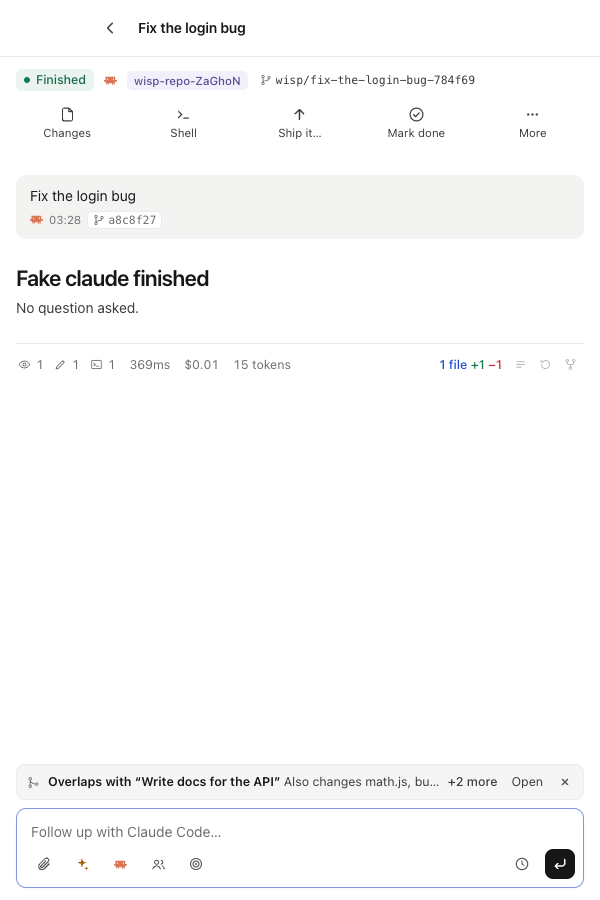 Fix the login bug
Finished wisp-repo-ZaGhoN wisp/fix-the-login-bug-784f69
Changes Shell Ship it… Mark done More
Fix the login bug
03:28 a8c8f27
Fake claude finished
No question asked.
1 1 1 369ms $0.01 15 tokens 1 file +1 −1
Overlaps with “Write docs for the API” Also changes math.js, bu… +2 more Open ×
Follow up with Claude Code…